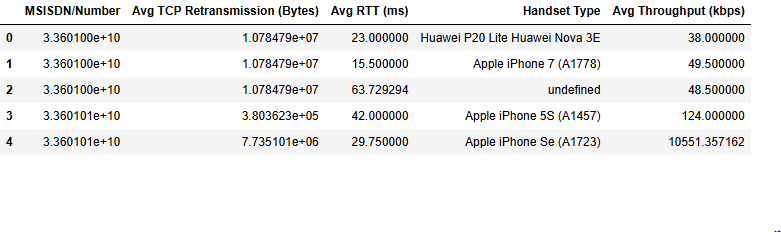 MSISDN/Number Avg TCP Retransmission (Bytes) Avg RTT (ms) Handset Type Avg Throughput (kbps)
0 3.360100e+10 1.078479e+07 23.000000 Huawei P20 Lite Huawei Nova 3E 38.000000
1 3.360100e+10 1.078479e+07 15.500000 Apple iPhone 7 (A1778) 49.500000
2 3.360100e+10 1.078479e+07 63.729294 undefined 48.500000
3 3.360101e+10 3.803623e+05 42.000000 Apple iPhone 5S (A1457) 124.000000
4 3.360101e+10 7.735101e+06 29.750000 Apple iPhone Se (A1723) 10551.357162